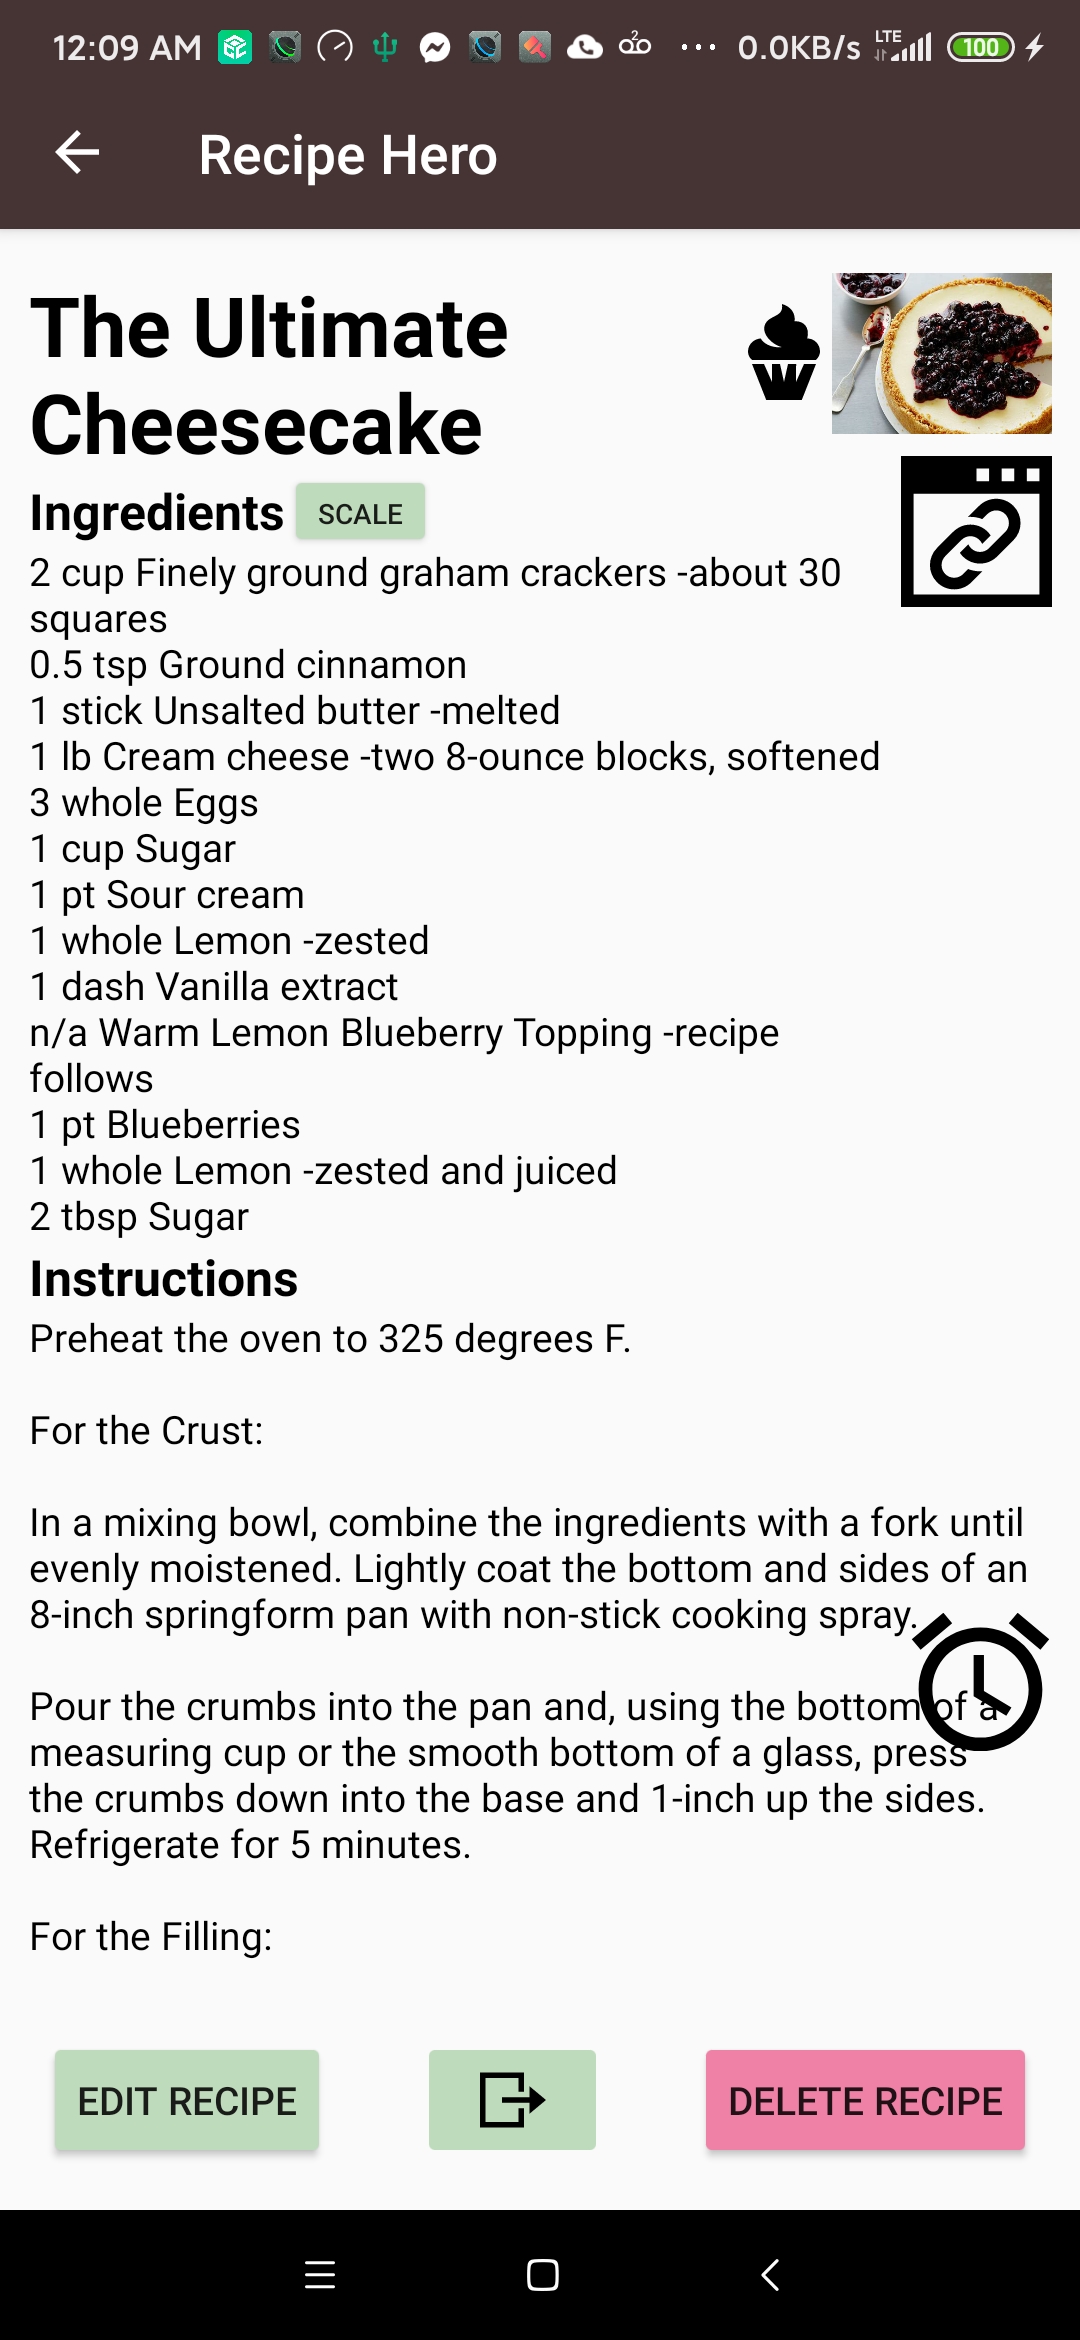 12:09 AM
2
0.0KB/s
LTE
100
Recipe Hero
The Ultimate
Cheesecake
Ingredients
SCALE
2 cup Finely ground graham crackers -about 30
squares
0.5 tsp Ground cinnamon
1 stick Unsalted butter -melted
1 lb Cream cheese -two 8-ounce blocks, softened
3 whole Eggs
1 cup Sugar
1 pt Sour cream
1 whole Lemon -zested
1 dash Vanilla extract
n/a Warm Lemon Blueberry Topping -recipe
follows
1 pt Blueberries
1 whole Lemon -zested and juiced
2 tbsp Sugar
Instructions
Preheat the oven to 325 degrees F.
For the Crust:
In a mixing bowl, combine the ingredients with a fork until
evenly moistened. Lightly coat the bottom and sides of an
8-inch springform pan with non-stick cooking spray.
Pour the crumbs into the pan and, using the bottom of a
measuring cup or the smooth bottom of a glass, press
the crumbs down into the base and 1-inch up the sides.
Refrigerate for 5 minutes.
For the Filling:
EDIT RECIPE
DELETE RECIPE